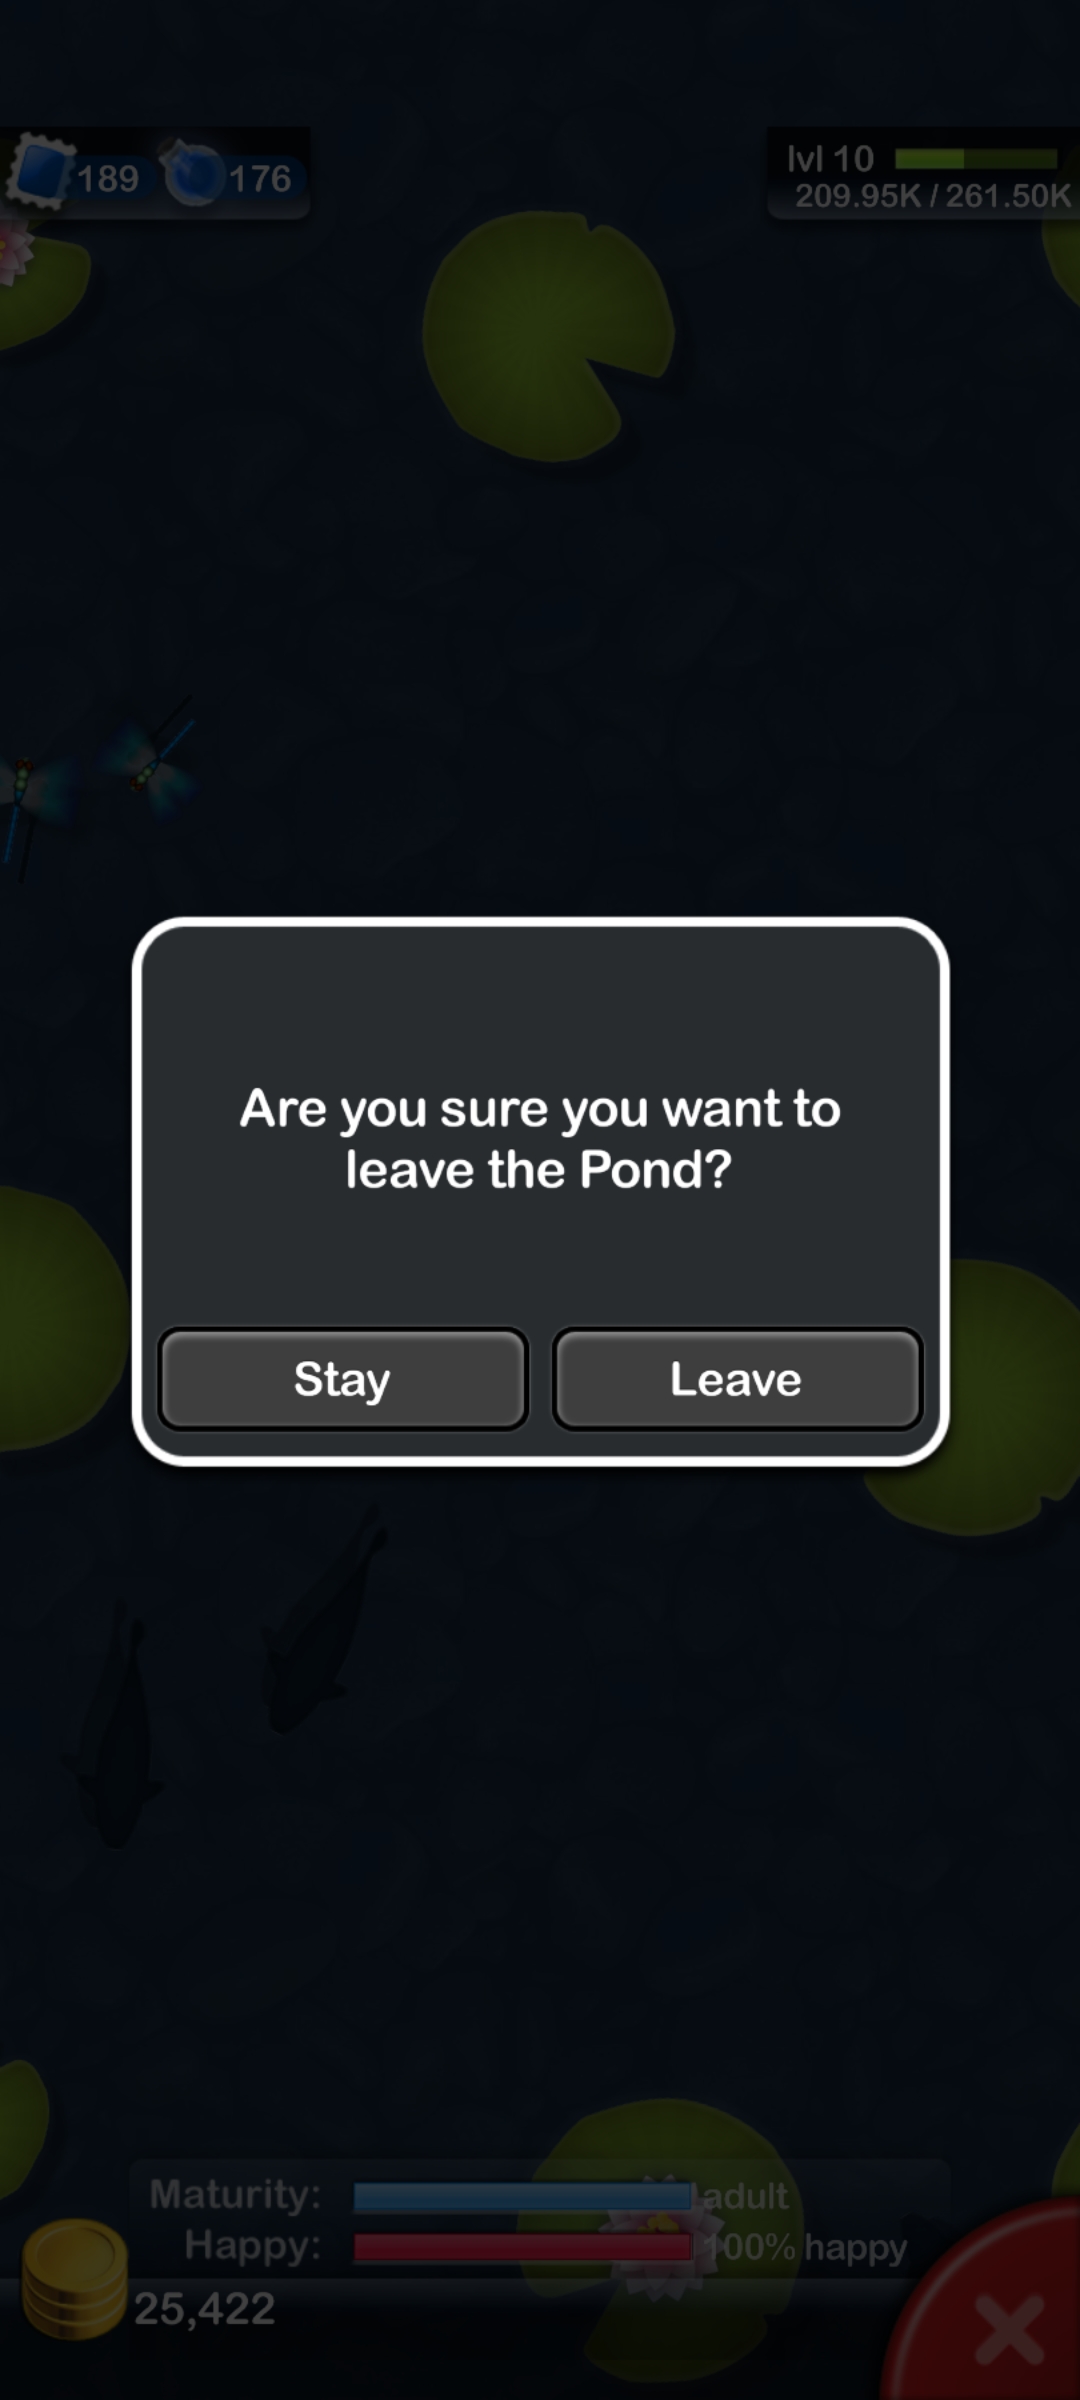 189 176
lvl 10
209.95K / 261.50K
Are you sure you want to
leave the Pond?
Stay Leave
Maturity: adult
Happy: 100% happy
25,422